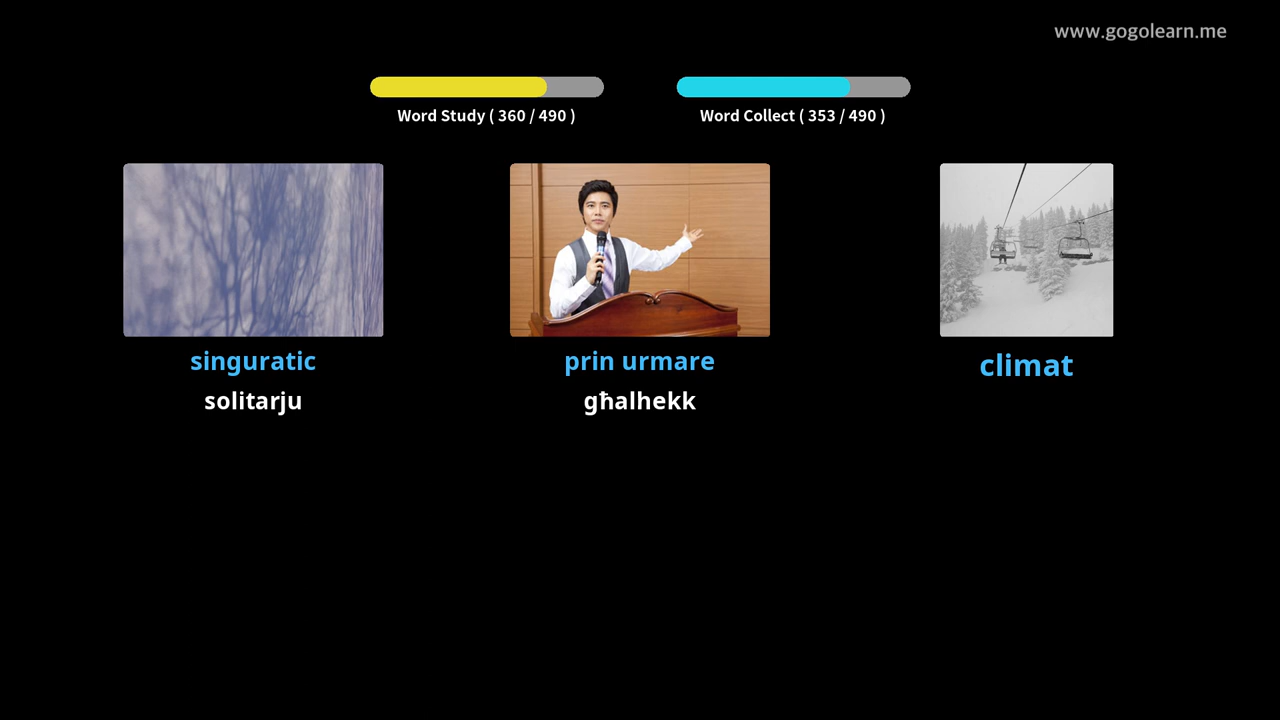 www.gogolearn.me
Word Study ( 360 / 490 )
Word Collect ( 353 / 490 )
singuratic
solitarju
prin urmare
għalhekk
climat